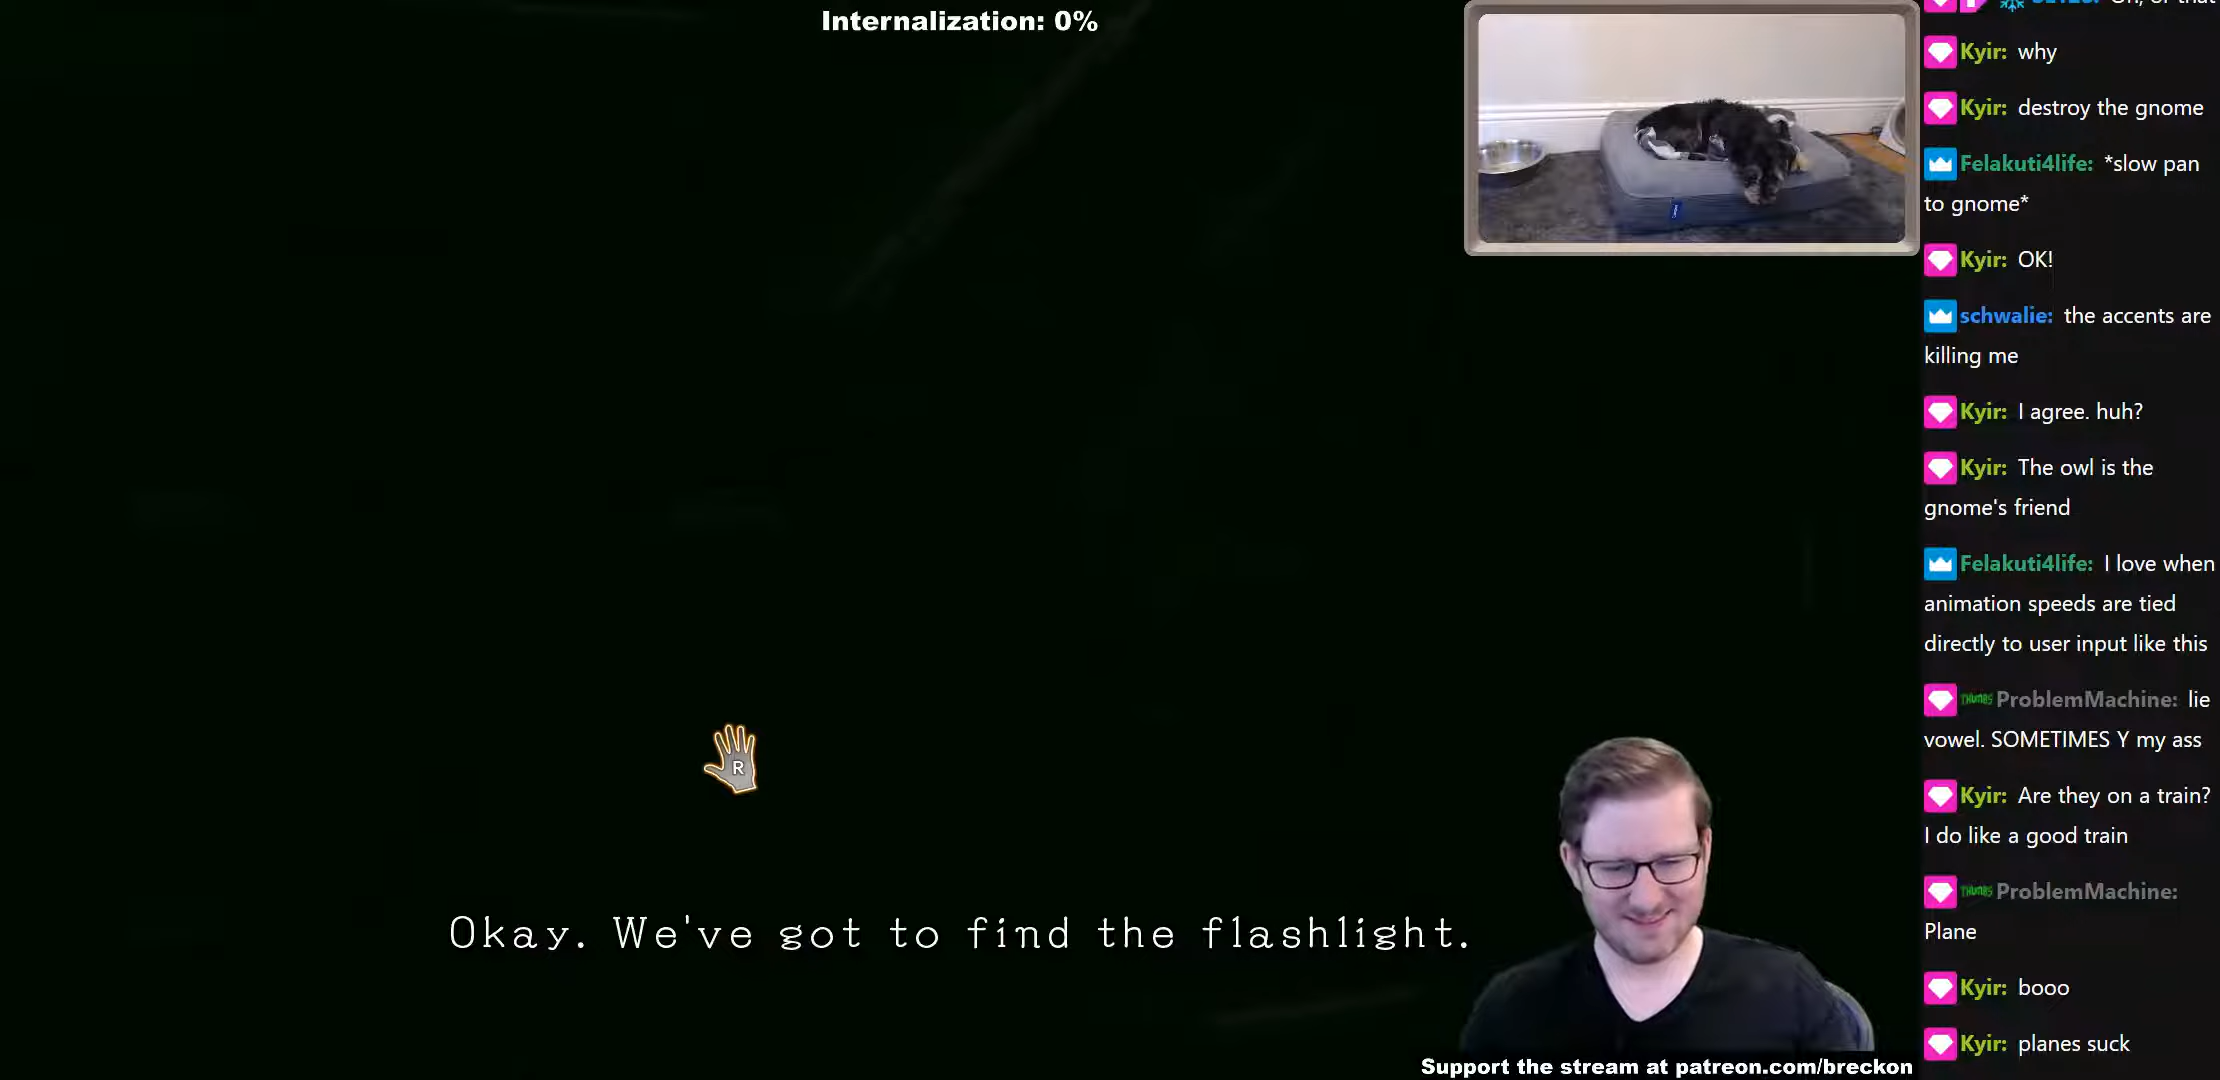 Internalization: 0%
R
Okay. We've got to find the flashlight.
Support the stream at patreon.com/breckon
Kyir: why
Kyir: destroy the gnome
Felakuti4life: *slow pan
to gnome*
Kyir: OK!
schwalie: the accents are
killing me
Kyir: I agree. huh?
Kyir: The owl is the
gnome's friend
Felakuti4life: I love when
animation speeds are tied
directly to user input like this
THUMBS ProblemMachine: lie
vowel. SOMETIMES Y my ass
Kyir: Are they on a train?
I do like a good train
THUMBS ProblemMachine:
Plane
Kyir: booo
Kyir: planes suck